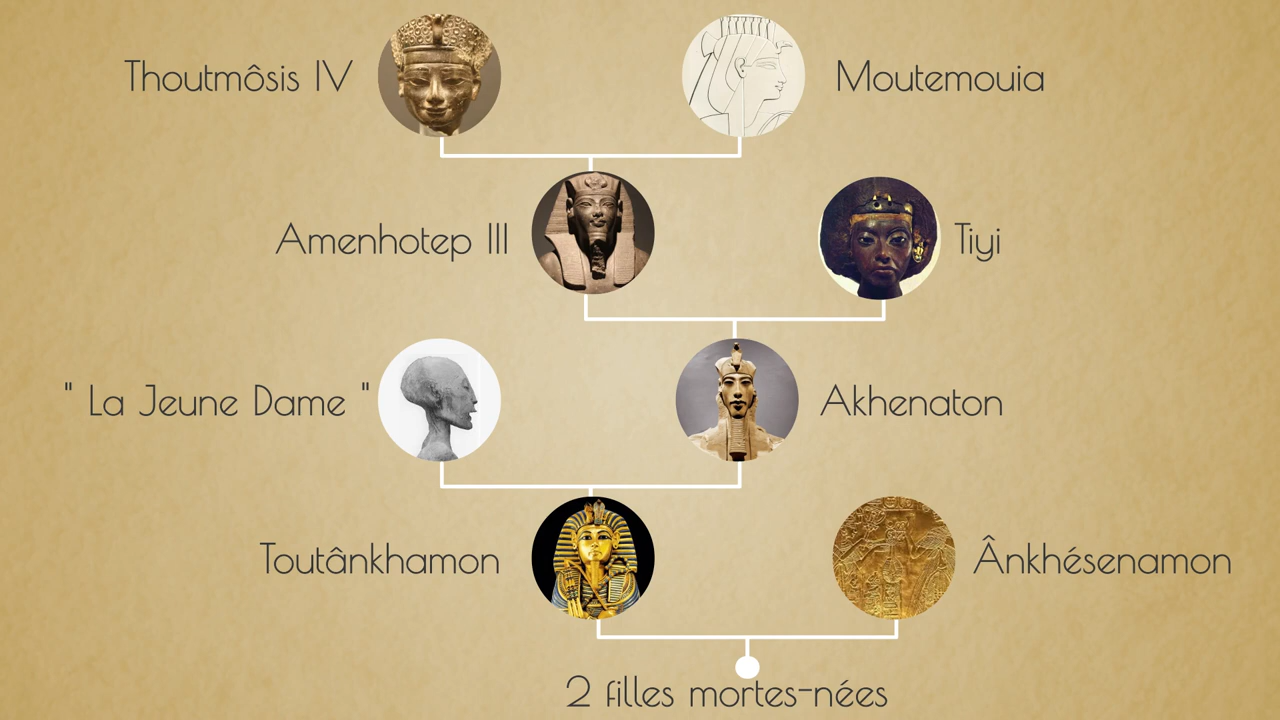 Thoutmôsis IV
Moutemouia
Amenhotep III
Tiyi
" La Jeune Dame "
Akhenaton
Toutânkhamon
Ânkhésenamon
2 filles mortes-nées